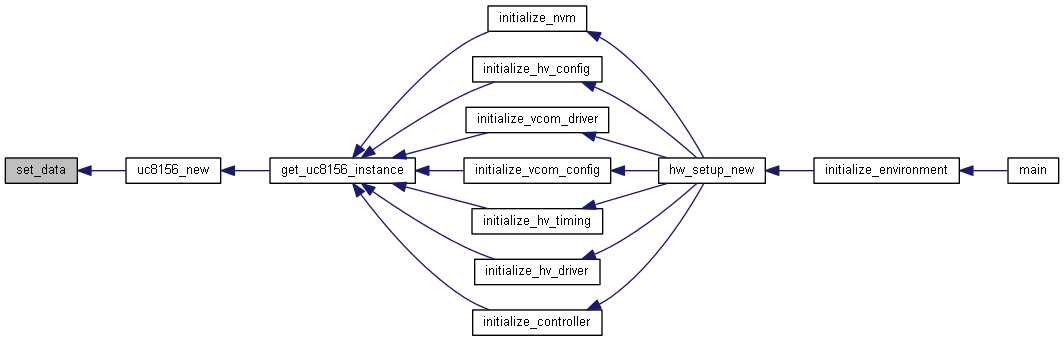 set_data
uc8156_new
get_uc8156_instance
initialize_nvm
initialize_hv_config
initialize_vcom_driver
initialize_vcom_config
initialize_hv_timing
initialize_hv_driver
initialize_controller
hw_setup_new
initialize_environment
main